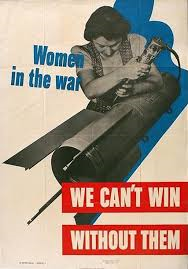 Women
in the war
WE CAN'T WIN
WITHOUT THEM